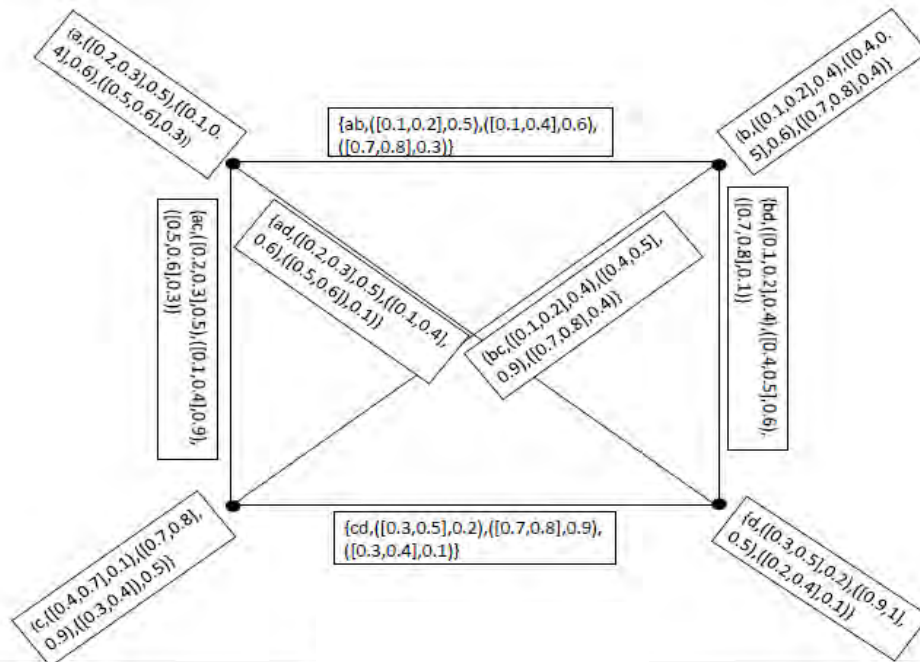 {a,([0.2,0.3],0.5),([0.1,0.
4],0.6),([0.5,0.6],0.3)}
{b,([0.1,0.2],0.4),([0.4,0.
5],0.6),([0.7,0.8],0.4)}
{ab,([0.1,0.2],0.5),([0.1,0.4],0.6),
([0.7,0.8],0.3)}
{ac,([0.2,0.3],0.5),([0.1,0.4],0.9),
([0.5,0.6],0.3)}
{ad,([0.2,0.3],0.5),([0.1,0.4],
0.6),([0.5,0.6]),0.1)}
{bc,([0.1,0.2],0.4),([0.4,0.5],
0.9),([0.7,0.8],0.4)}
{bd,([0.1,0.2],0.4),([0.4,0.5],0.6),
([0.7,0.8],0.1)}
{c,([0.4,0.7],0.1),([0.7,0.8],
0.9),([0.3,0.4]),0.5)}
{cd,([0.3,0.5],0.2),([0.7,0.8],0.9),
([0.3,0.4],0.1)}
{d,([0.3,0.5],0.2),([0.9,1],
0.5),([0.2,0.4],0.1)}